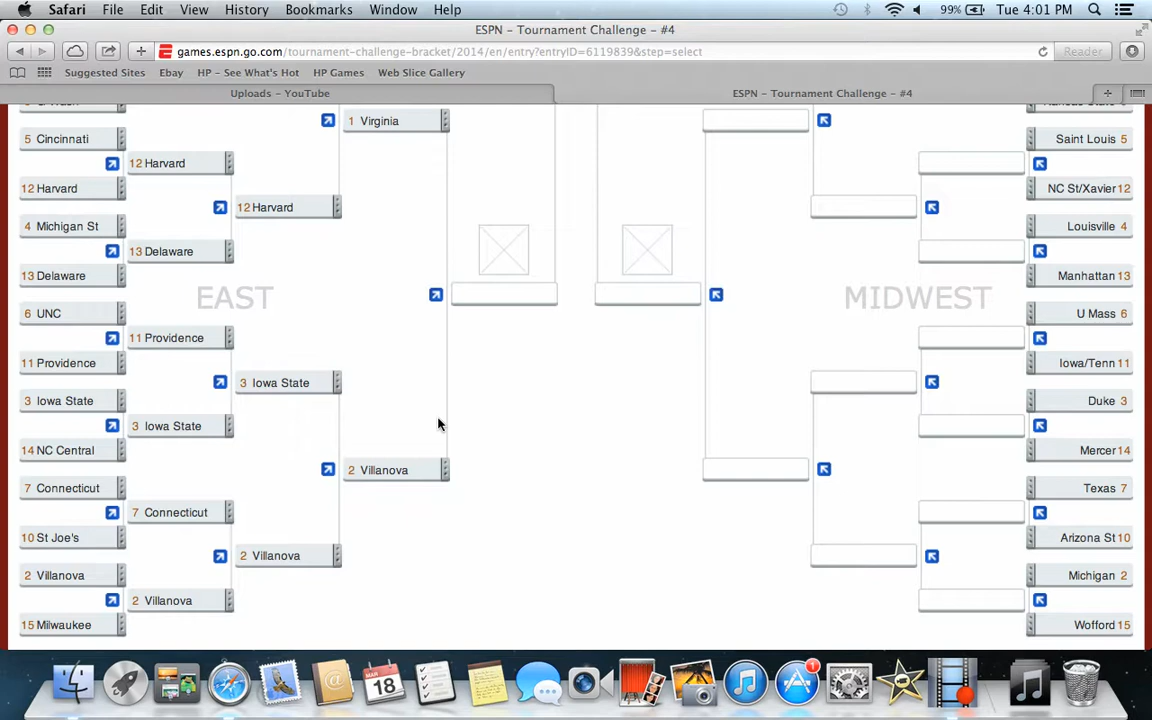 Safari File Edit View History Bookmarks Window Help 99% Tue 4:01 PM
ESPN - Tournament Challenge - #4
games.espn.go.com/tournament-challenge-bracket/2014/en/entry?entryID=6119839&step=select Reader
Suggested Sites Ebay HP - See What's Hot HP Games Web Slice Gallery
Uploads - YouTube ESPN - Tournament Challenge - #4
1 Virginia
5 Cincinnati Saint Louis 5
12 Harvard
12 Harvard NC St/Xavier 12
12 Harvard
4 Michigan St Louisville 4
13 Delaware
13 Delaware Manhattan 13
EAST MIDWEST
6 UNC U Mass 6
11 Providence
11 Providence Iowa/Tenn 11
3 Iowa State
3 Iowa State Duke 3
3 Iowa State
14 NC Central Mercer 14
2 Villanova
7 Connecticut Texas 7
7 Connecticut
10 St Joe's Arizona St 10
2 Villanova
2 Villanova Michigan 2
2 Villanova
15 Milwaukee Wofford 15
MAR
18
1